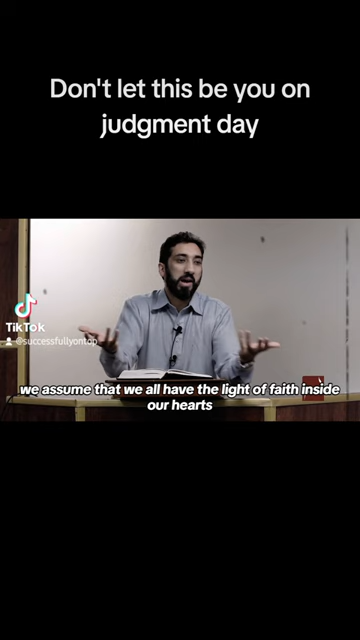 Don't let this be you on
judgment day
TikTok
@successfullyontop
we assume that we all have the light of faith inside
our hearts